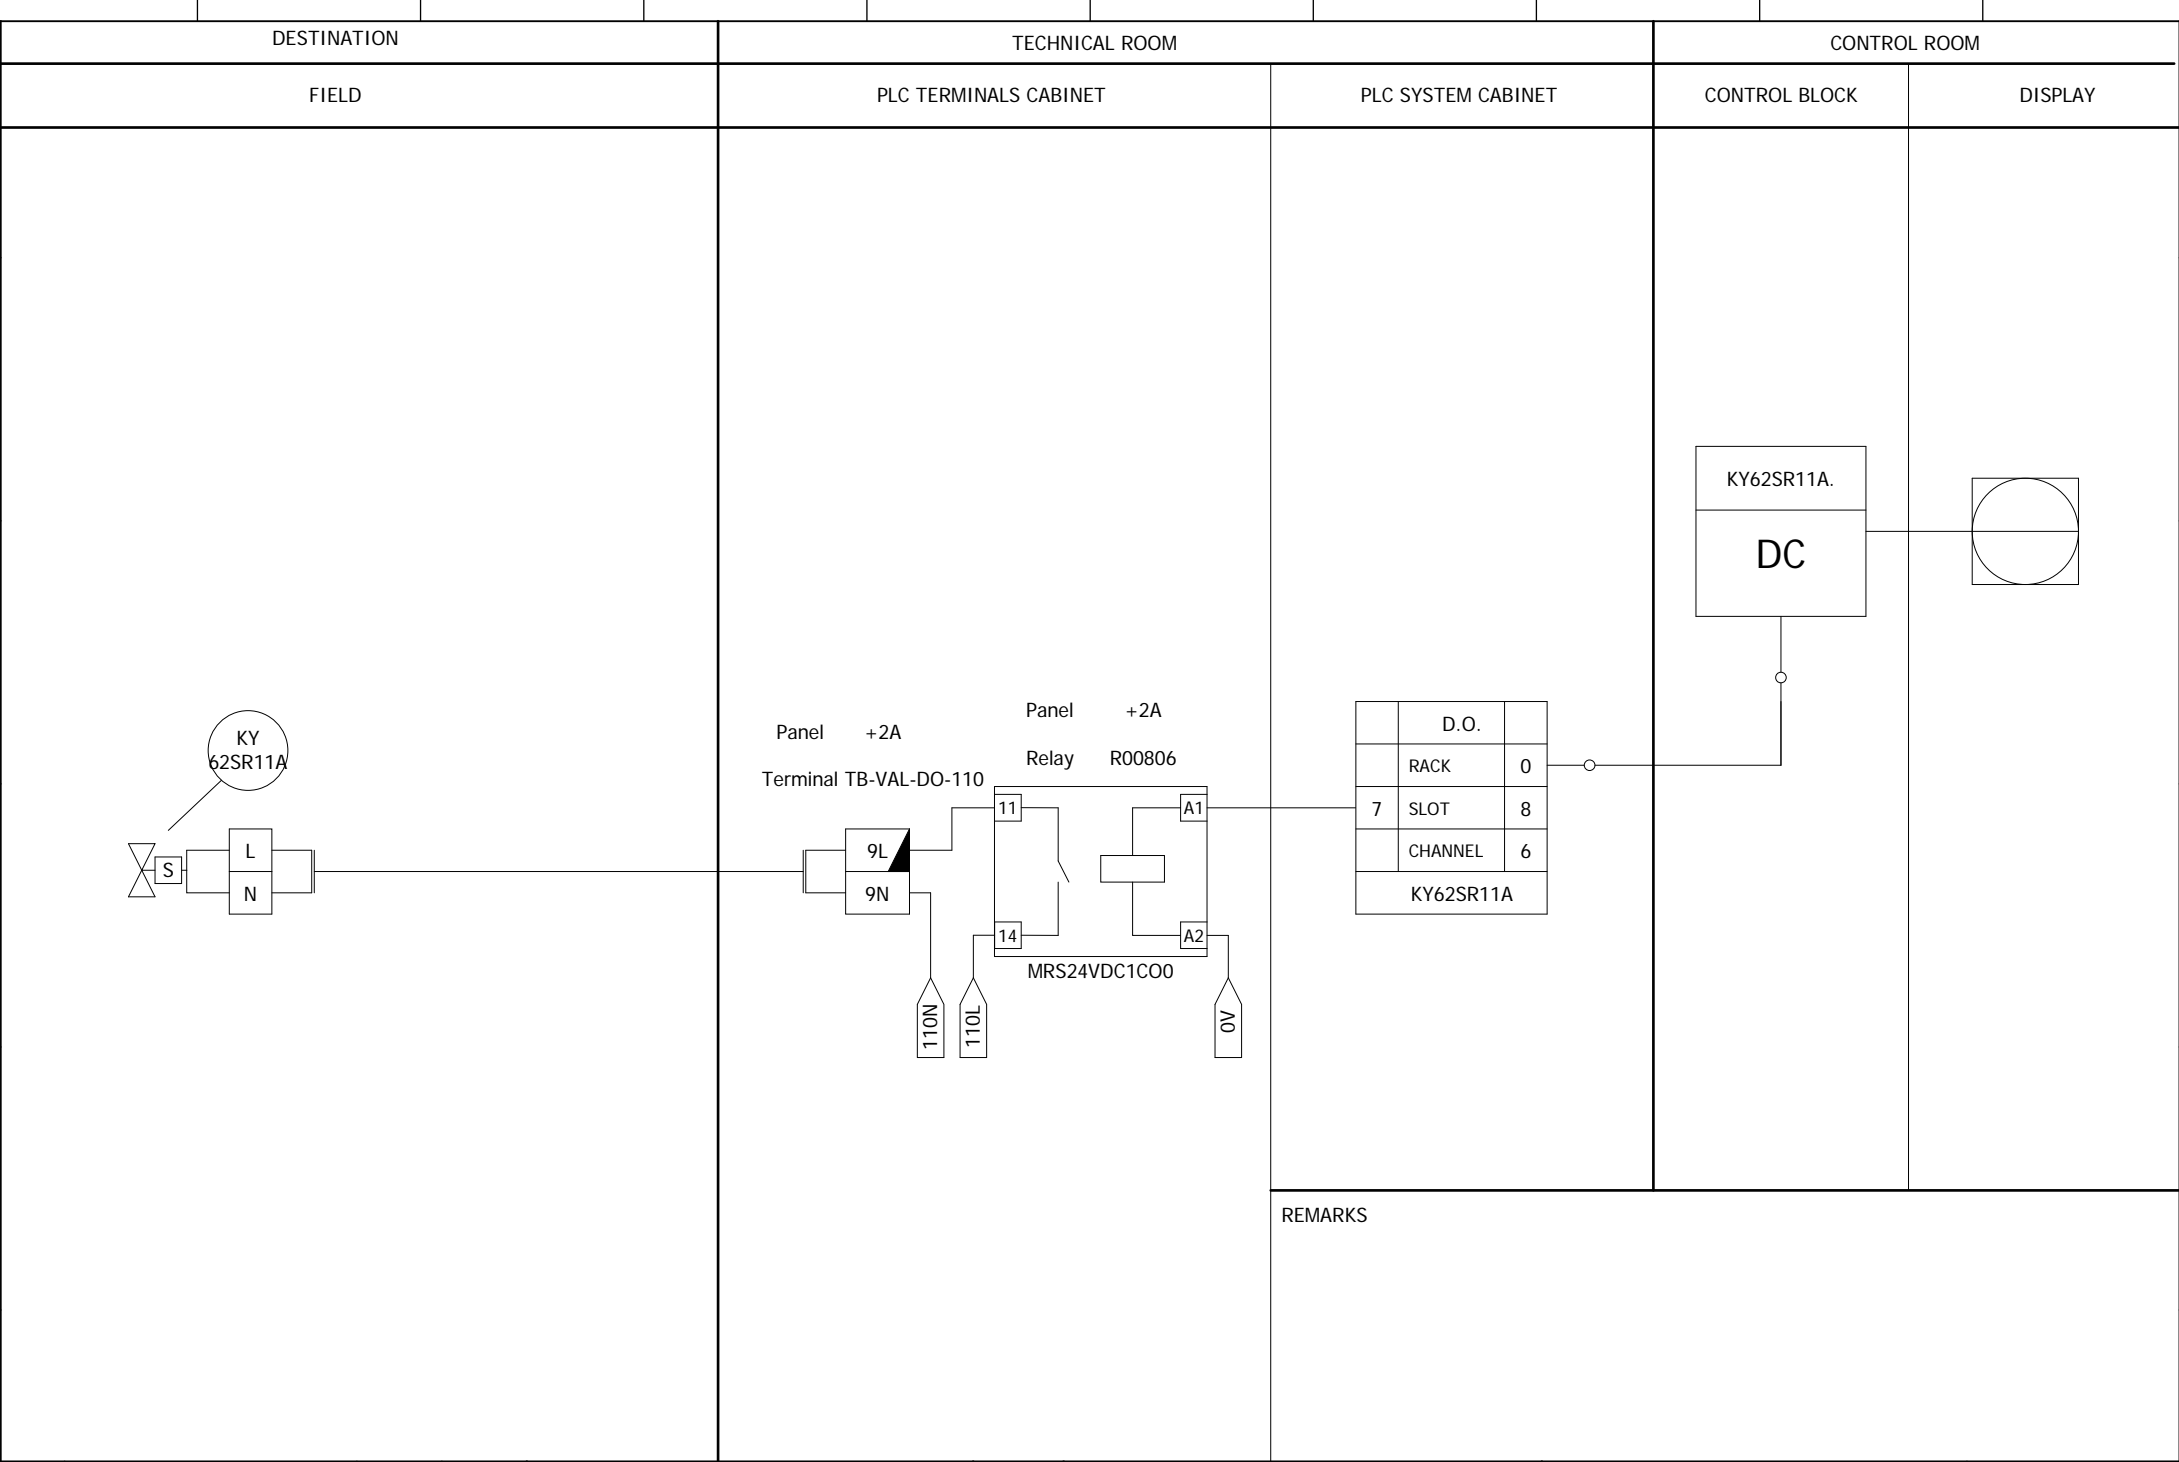 DESTINATION
TECHNICAL ROOM
CONTROL ROOM
FIELD
PLC TERMINALS CABINET
PLC SYSTEM CABINET
CONTROL BLOCK
DISPLAY
KY62SR11A.
DC
KY
62SR11A
S
L
N
Panel +2A
Terminal TB-VAL-DO-110
9L
9N
110N
110L
Panel +2A
Relay R00806
11
A1
14
A2
MRS24VDC1CO0
0V
D.O.
RACK 0
7 SLOT 8
CHANNEL 6
KY62SR11A
REMARKS